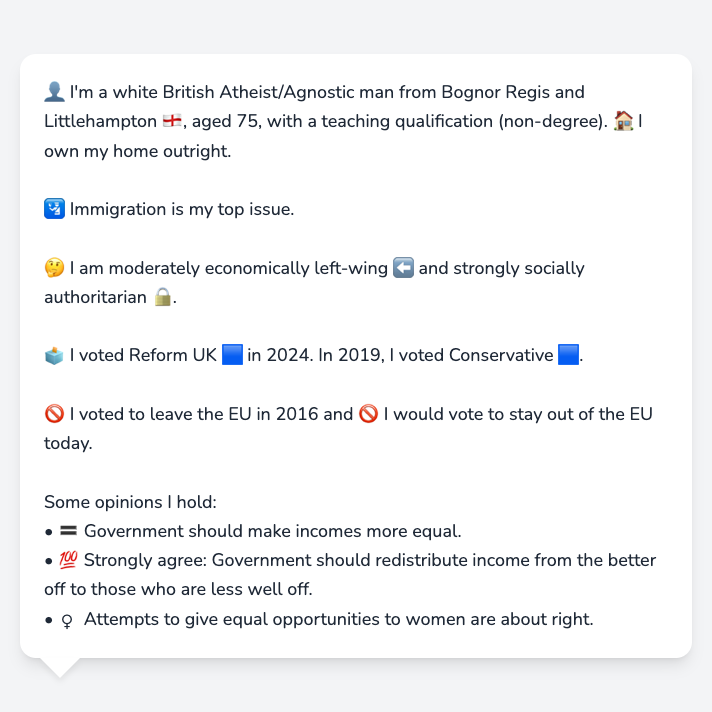 👤 I'm a white British Atheist/Agnostic man from Bognor Regis and
Littlehampton 🏴󠁧󠁢󠁥󠁮󠁧󠁿, aged 75, with a teaching qualification (non-degree). 🏠 I
own my home outright.
🛂 Immigration is my top issue.
🤔 I am moderately economically left-wing ⬅️ and strongly socially
authoritarian 🔒.
🗳️ I voted Reform UK 🟦 in 2024. In 2019, I voted Conservative 🟦.
🚫 I voted to leave the EU in 2016 and 🚫 I would vote to stay out of the EU
today.
Some opinions I hold:
• 🟰 Government should make incomes more equal.
• 💯 Strongly agree: Government should redistribute income from the better
off to those who are less well off.
• ♀ Attempts to give equal opportunities to women are about right.